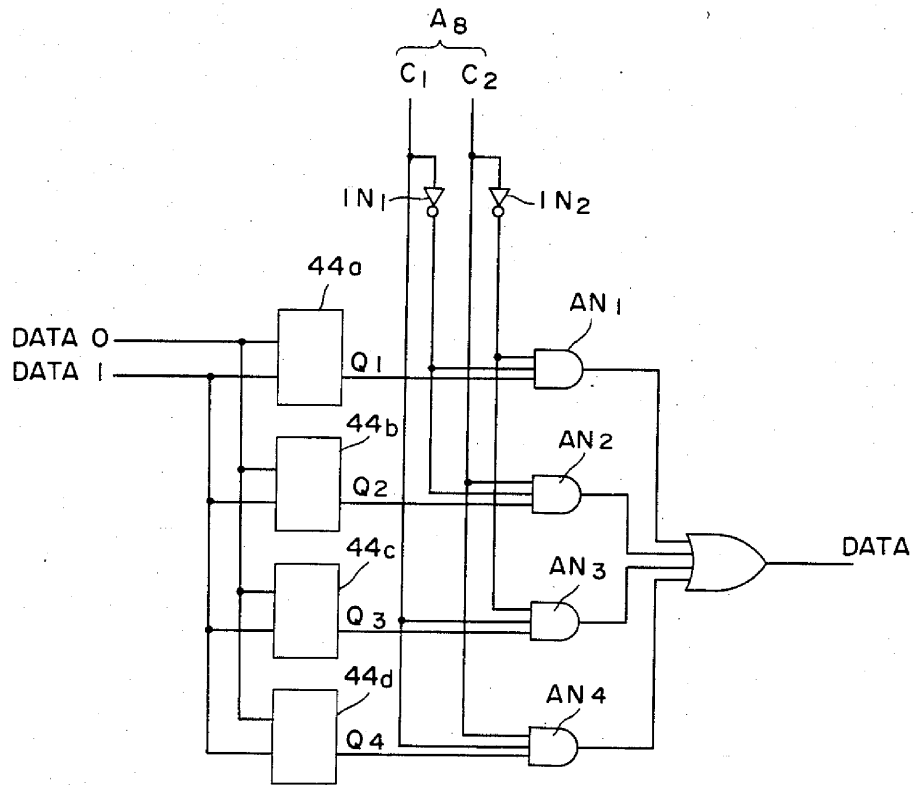 A8
C1 C2
IN1 IN2
44a
AN1
DATA 0
DATA 1
Q1
44b
AN2
Q2
DATA
44c
AN3
Q3
44d
AN4
Q4